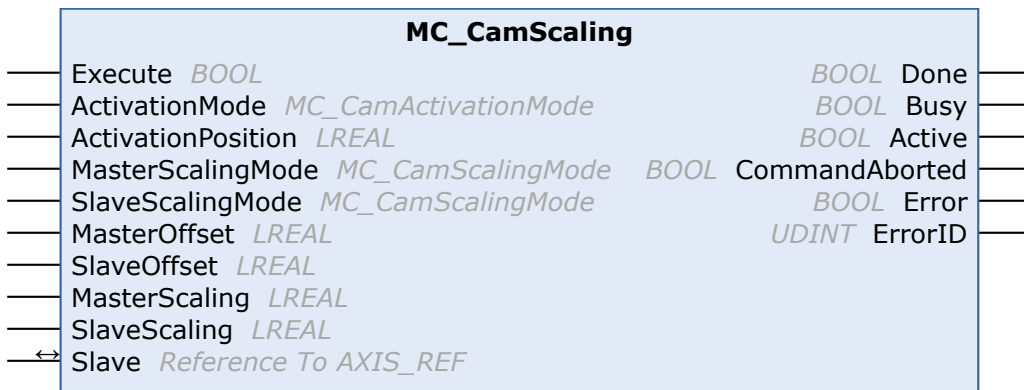 MC_CamScaling
Execute BOOL BOOL Done
ActivationMode MC_CamActivationMode BOOL Busy
ActivationPosition LREAL BOOL Active
MasterScalingMode MC_CamScalingMode BOOL CommandAborted
SlaveScalingMode MC_CamScalingMode BOOL Error
MasterOffset LREAL UDINT ErrorID
SlaveOffset LREAL
MasterScaling LREAL
SlaveScaling LREAL
↔ Slave Reference To AXIS_REF